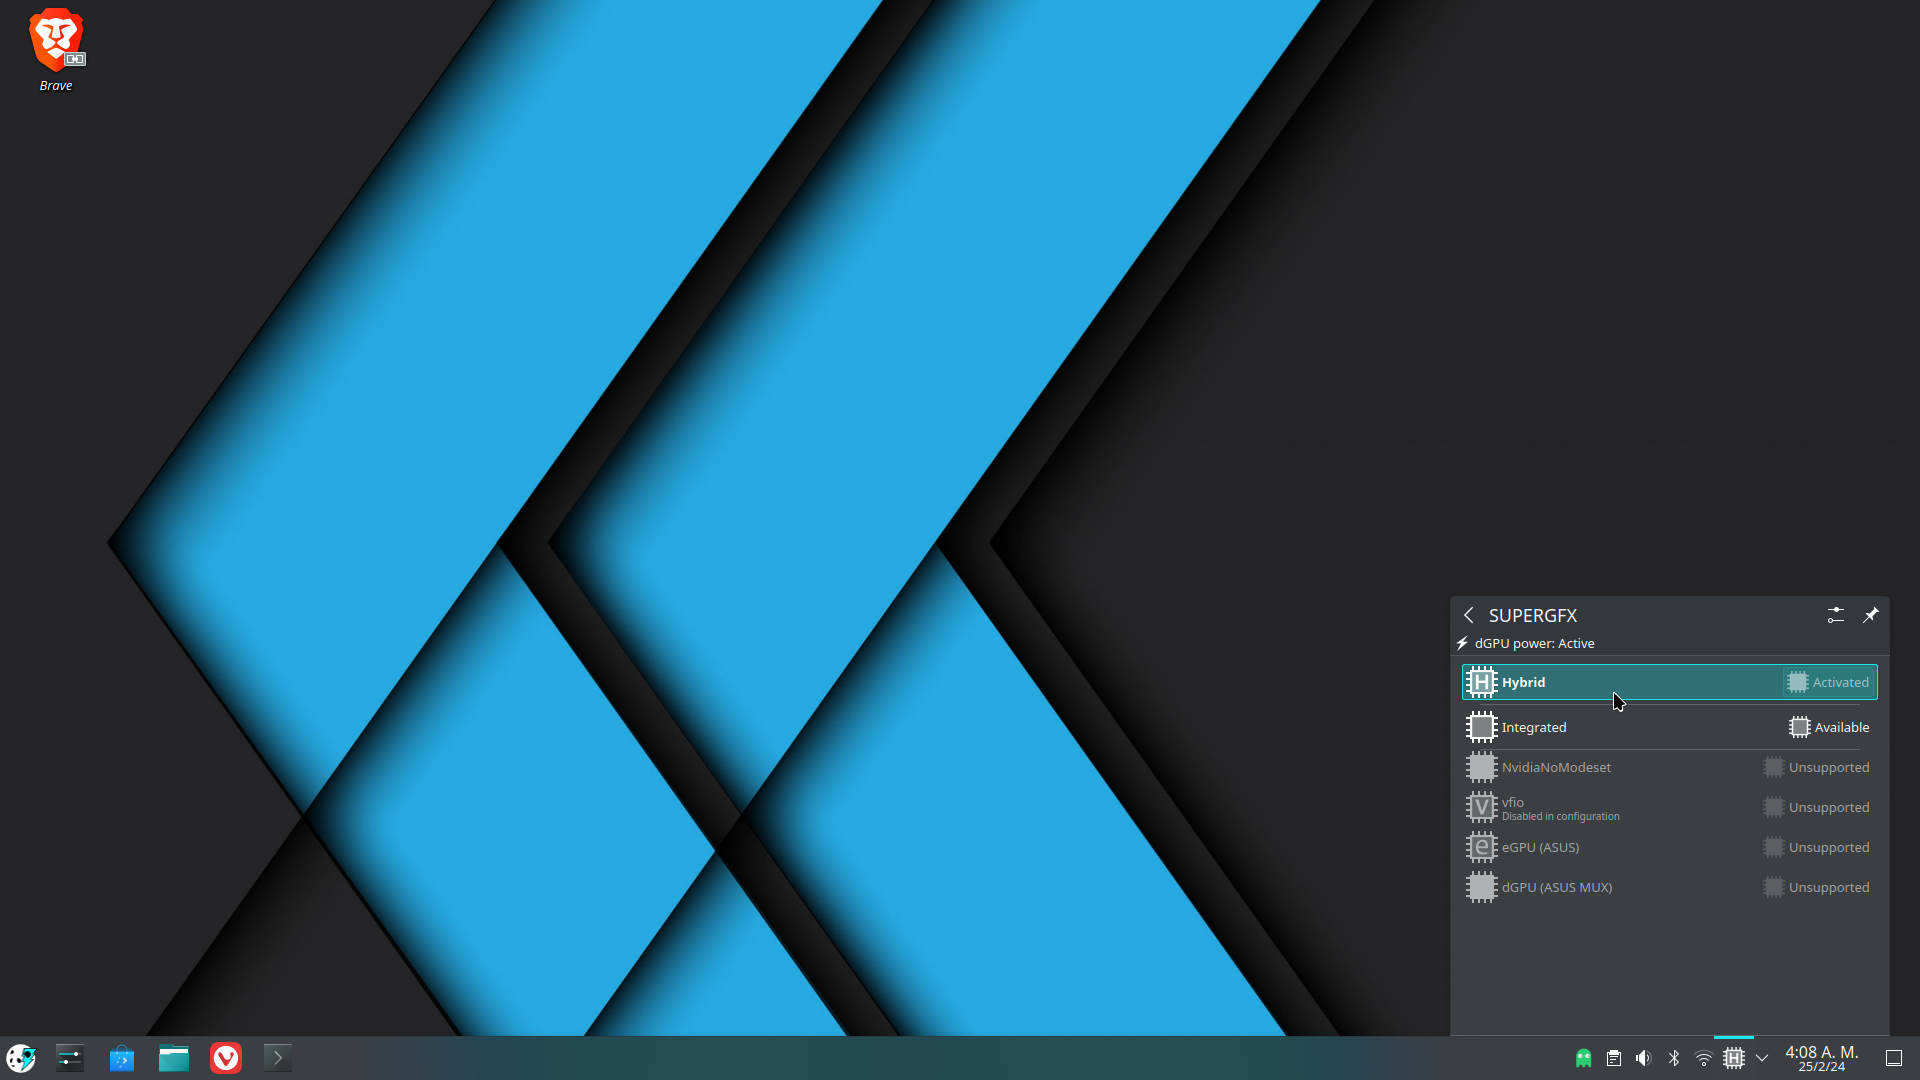 Brave
SUPERGFX
dGPU power: Active
H Hybrid Activated
Integrated Available
NvidiaNoModeset Unsupported
V vfio Unsupported
Disabled in configuration
e eGPU (ASUS) Unsupported
dGPU (ASUS MUX) Unsupported
H 4:08 A. M.
25/2/24